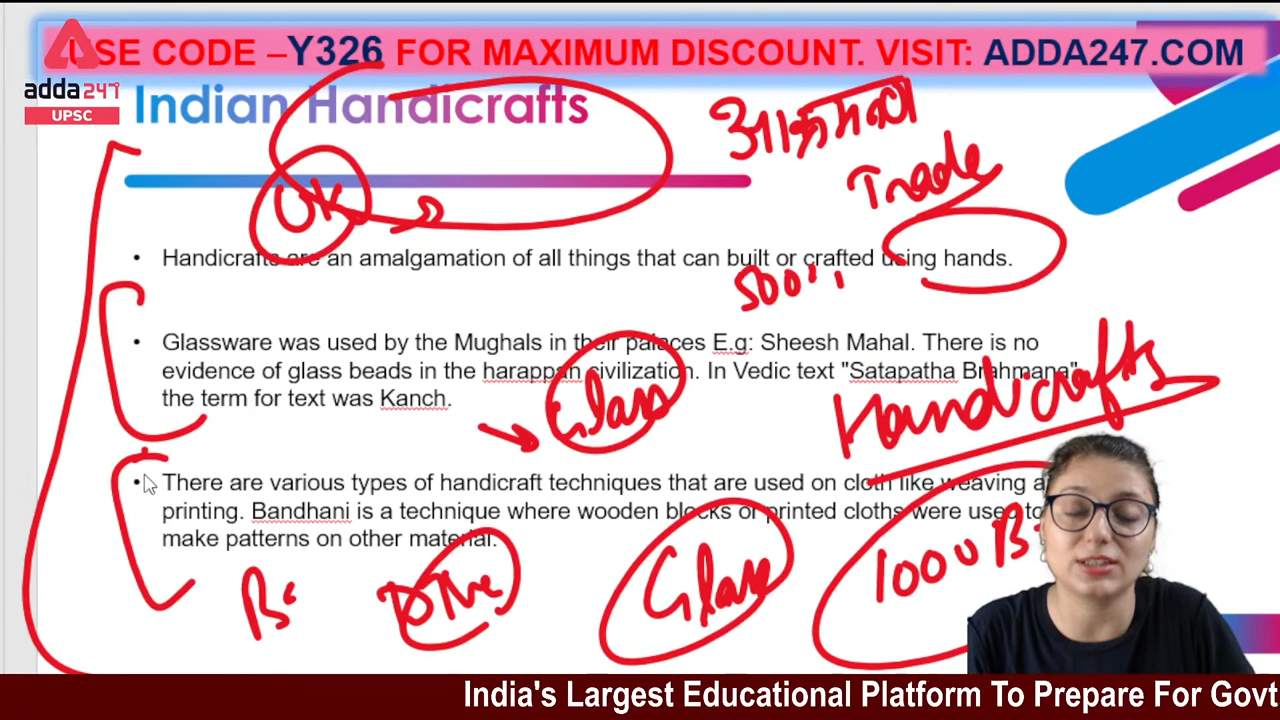 USE CODE –Y326 FOR MAXIMUM DISCOUNT. VISIT: ADDA247.COM
adda247
UPSC
Indian Handicrafts
Trade
UK
• Handicrafts are an amalgamation of all things that can built or crafted using hands.
• Glassware was used by the Mughals in their palaces E.g: Sheesh Mahal. There is no
evidence of glass beads in the harappan civilization. In Vedic text "Satapatha Brahmana"
the term for text was Kanch.
Glass
Handicrafts
• There are various types of handicraft techniques that are used on cloth like weaving
printing. Bandhani is a technique where wooden blocks or printed cloths were used to
make patterns on other material.
Glass
1000 B
India's Largest Educational Platform To Prepare For Govt